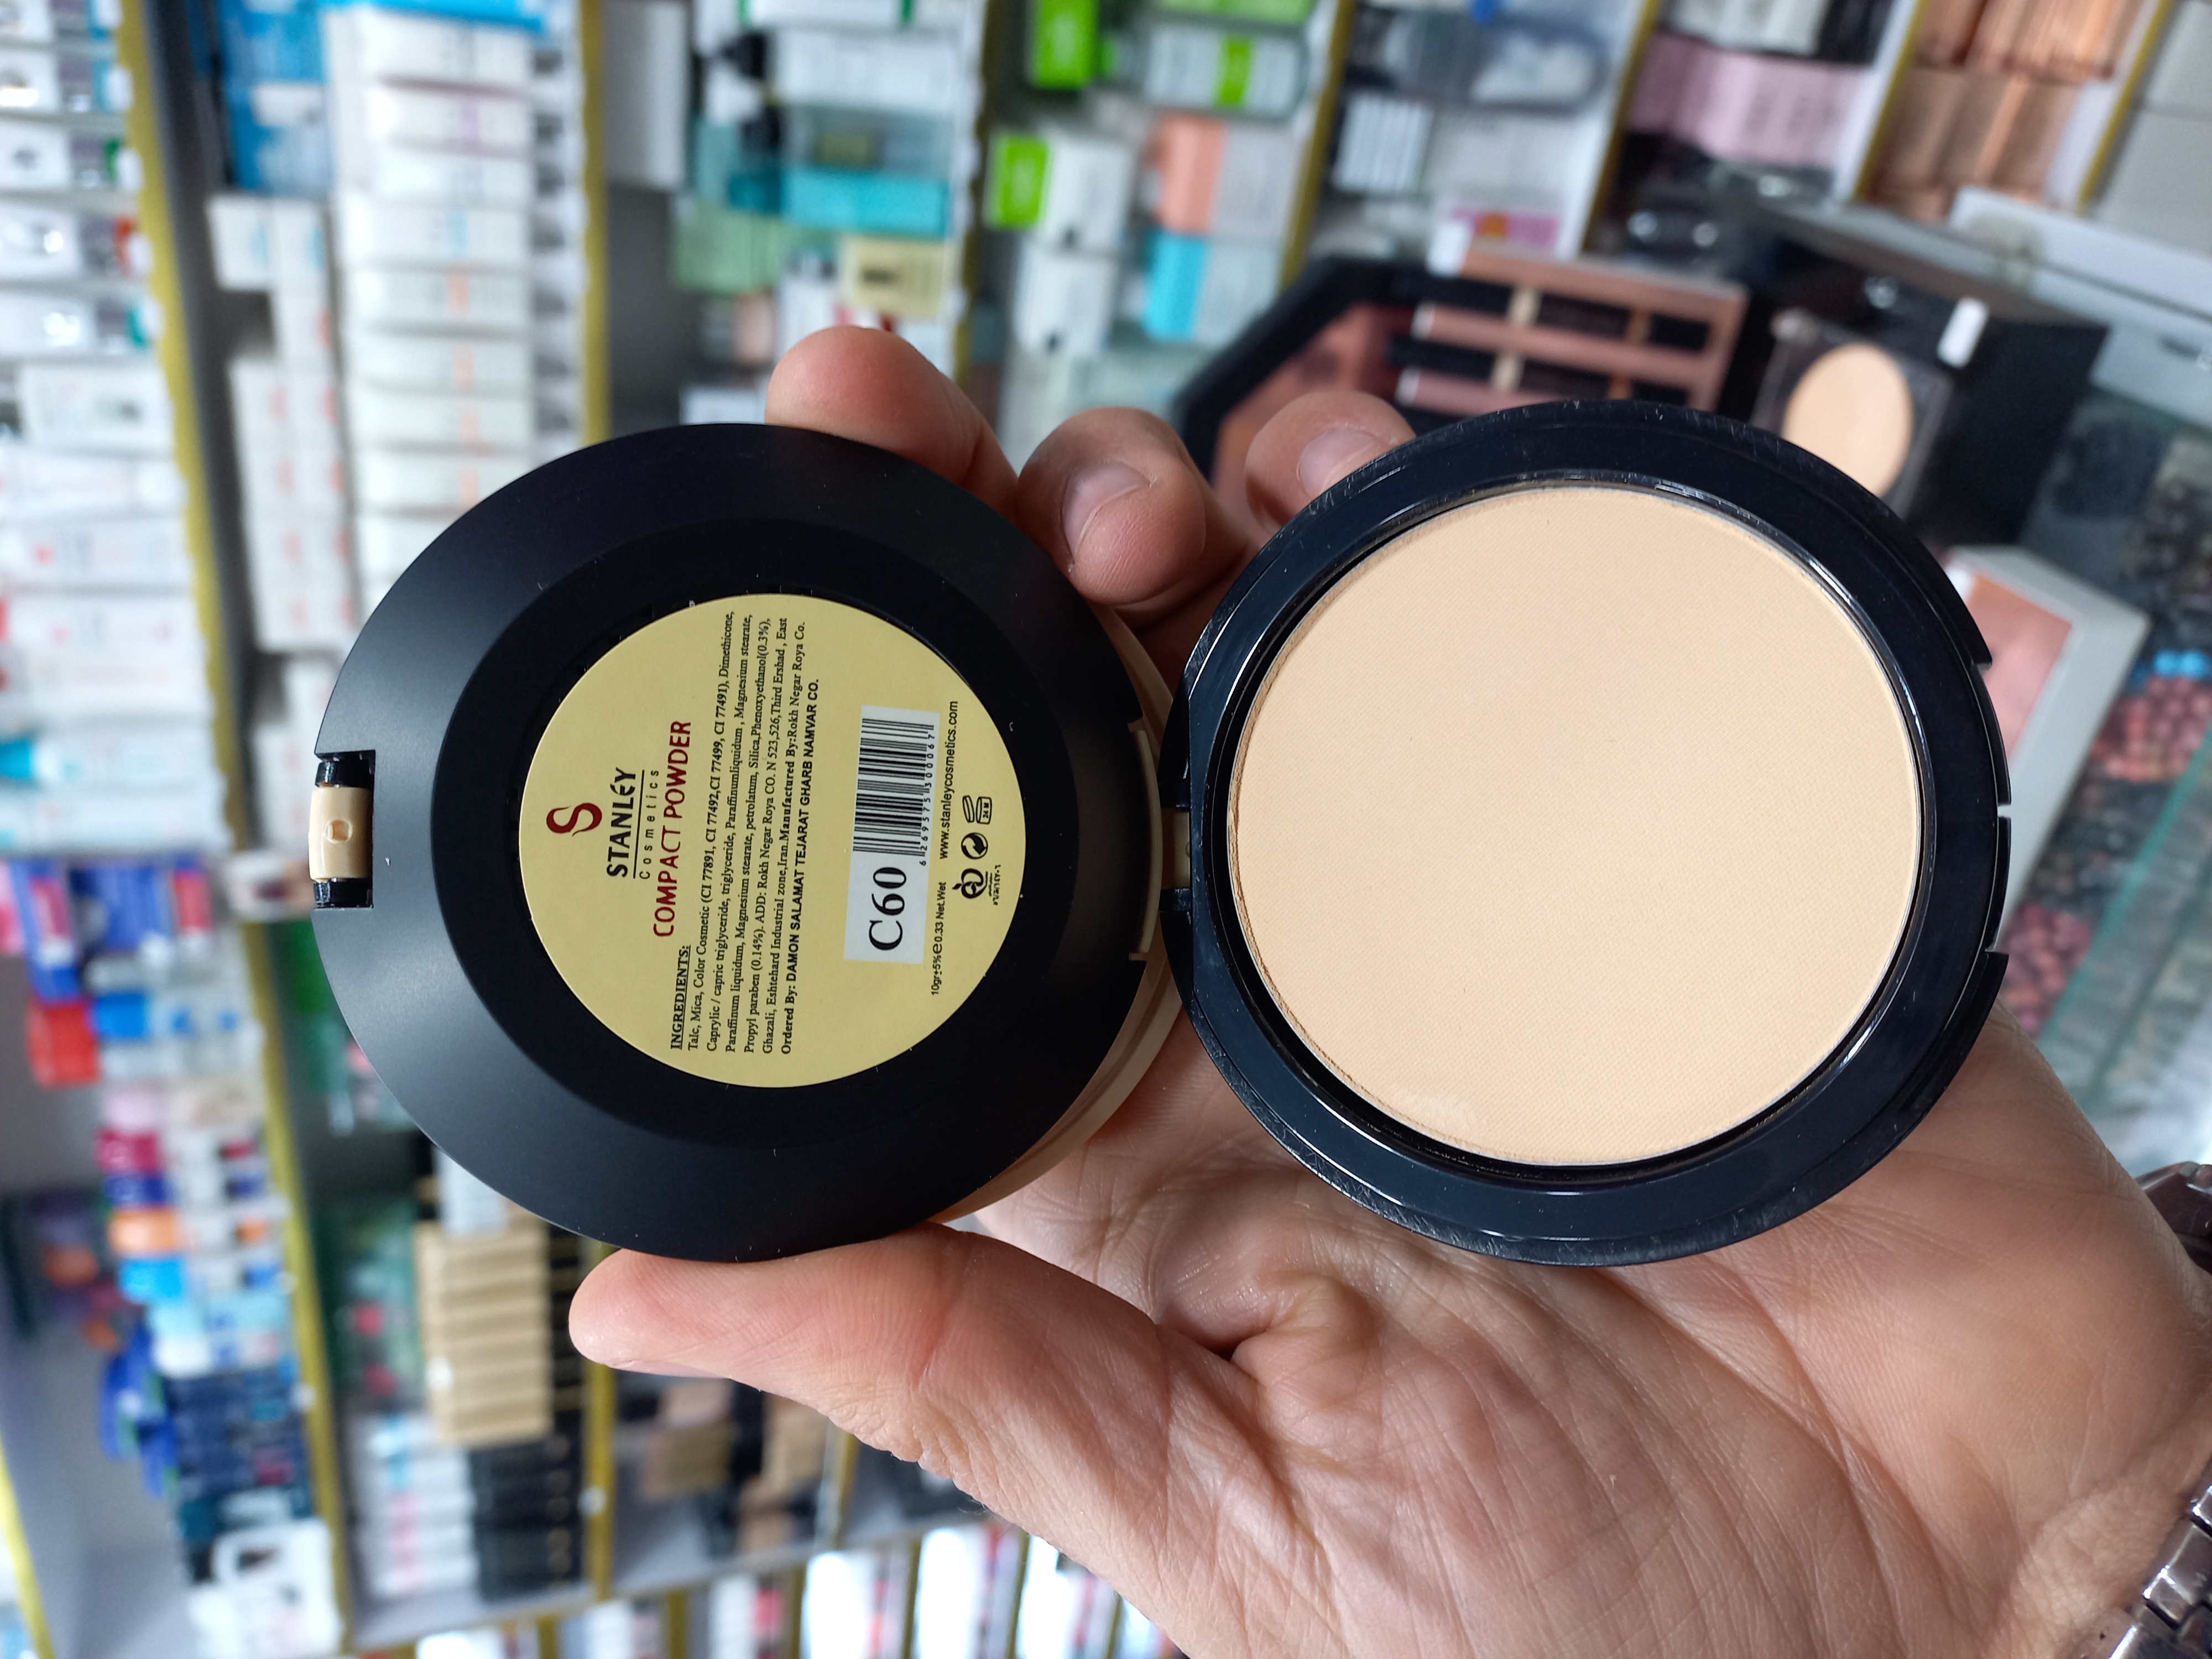 STANLEY
Cosmetics
COMPACT POWDER
INGREDIENTS:
Talc, Mica, Color Cosmetic (CI 77891, CI 77492,CI 77499, CI 77491), Dimethicone,
Caprylic / capric triglyceride, triglyceride, Paraffinumliquidum , Magnesium stearate,
Paraffinum liquidum, Magnesium stearate, petrolatum, Silica,Phenoxyethanol(0.3%),
Propyl paraben (0.14%). ADD: Rokh Negar Roya CO. N 523,526,Third Ershad , East
Ghazali, Eshtehard Industrial zone,Iran.Manufactured By:Rokh Negar Roya Co.
Ordered By: DAMON SALAMAT TEJARAT GHARB NAMVAR CO.
C60
6269575300067
10gr±5%e0.33 Net.Wet www.stanleycosmetics.com
24 M